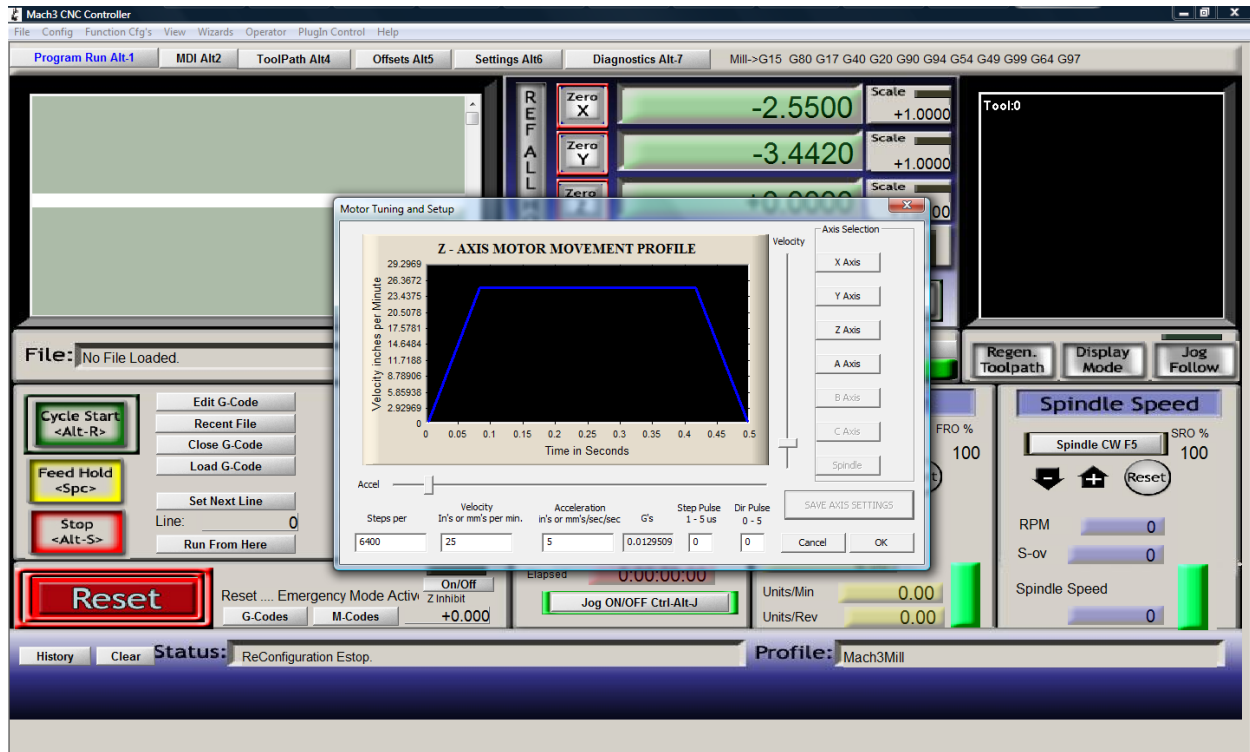 Mach3 CNC Controller
File Config Function Cfg's View Wizards Operator PlugIn Control Help
Program Run Alt-1 MDI Alt2 ToolPath Alt4 Offsets Alt5 Settings Alt6 Diagnostics Alt-7 Mill->G15 G80 G17 G40 G20 G90 G94 G54 G49 G99 G64 G97
REF ALL
Zero X -2.5500 Scale +1.0000
Zero Y -3.4420 Scale +1.0000
Zero Z +0.0000 Scale 00
Tool:0
Motor Tuning and Setup
Z - AXIS MOTOR MOVEMENT PROFILE
Velocity inches per Minute
29.2969
26.3672
23.4375
20.5078
17.5781
14.6484
11.7188
8.78906
5.85938
2.92969
0
0 0.05 0.1 0.15 0.2 0.25 0.3 0.35 0.4 0.45 0.5
Time in Seconds
Velocity
Axis Selection
X Axis
Y Axis
Z Axis
A Axis
B Axis
C Axis
Spindle
Accel
Steps per
Velocity
In's or mm's per min.
Acceleration
in's or mm's/sec/sec
G's
Step Pulse
1 - 5 us
Dir Pulse
0 - 5
6400 25 5 0.0129509 0 0
SAVE AXIS SETTINGS
Cancel OK
File: No File Loaded.
Regen. Toolpath Display Mode Jog Follow
Cycle Start
<Alt-R>
Feed Hold
<Spc>
Stop
<Alt-S>
Edit G-Code
Recent File
Close G-Code
Load G-Code
Set Next Line
Line: 0
Run From Here
FRO %
100
Spindle Speed
Spindle CW F5
SRO %
100
Reset
RPM 0
S-ov 0
Spindle Speed
0
Reset
Reset .... Emergency Mode Activ
G-Codes M-Codes
On/Off
Z Inhibit
+0.000
Elapsed 0:00:00:00
Jog ON/OFF Ctrl-Alt-J
Units/Min 0.00
Units/Rev 0.00
History Clear Status: ReConfiguration Estop. Profile: Mach3Mill